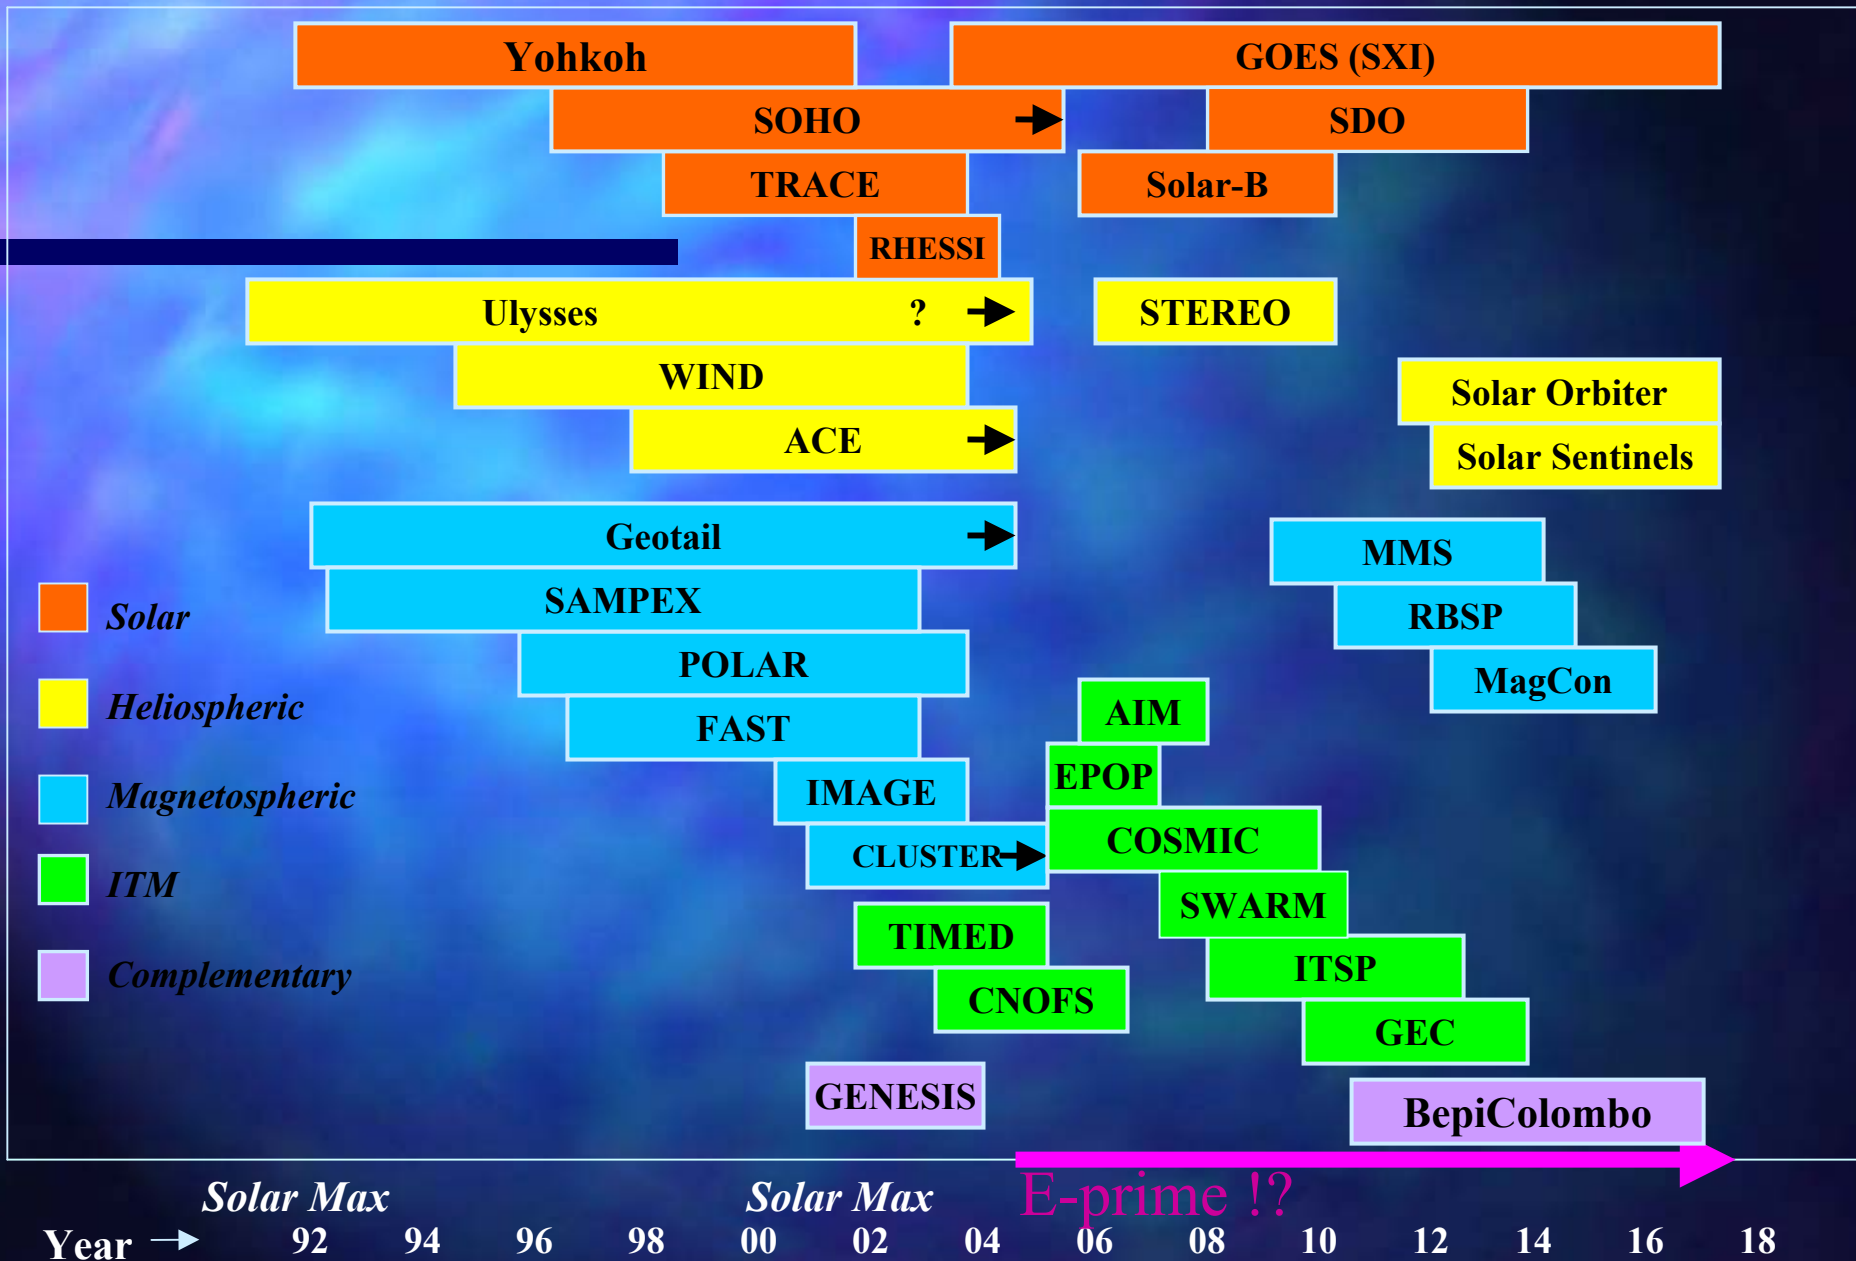 Yohkoh
GOES (SXI)
SOHO
SDO
TRACE
Solar-B
RHESSI
Ulysses ?
STEREO
WIND
Solar Orbiter
ACE
Solar Sentinels
Geotail
MMS
SAMPEX
RBSP
POLAR
MagCon
FAST
AIM
IMAGE
EPOP
CLUSTER
COSMIC
SWARM
TIMED
ITSP
CNOFS
GEC
GENESIS
BepiColombo
Solar
Heliospheric
Magnetospheric
ITM
Complementary
Solar Max
Solar Max
E-prime !?
Year 92 94 96 98 00 02 04 06 08 10 12 14 16 18